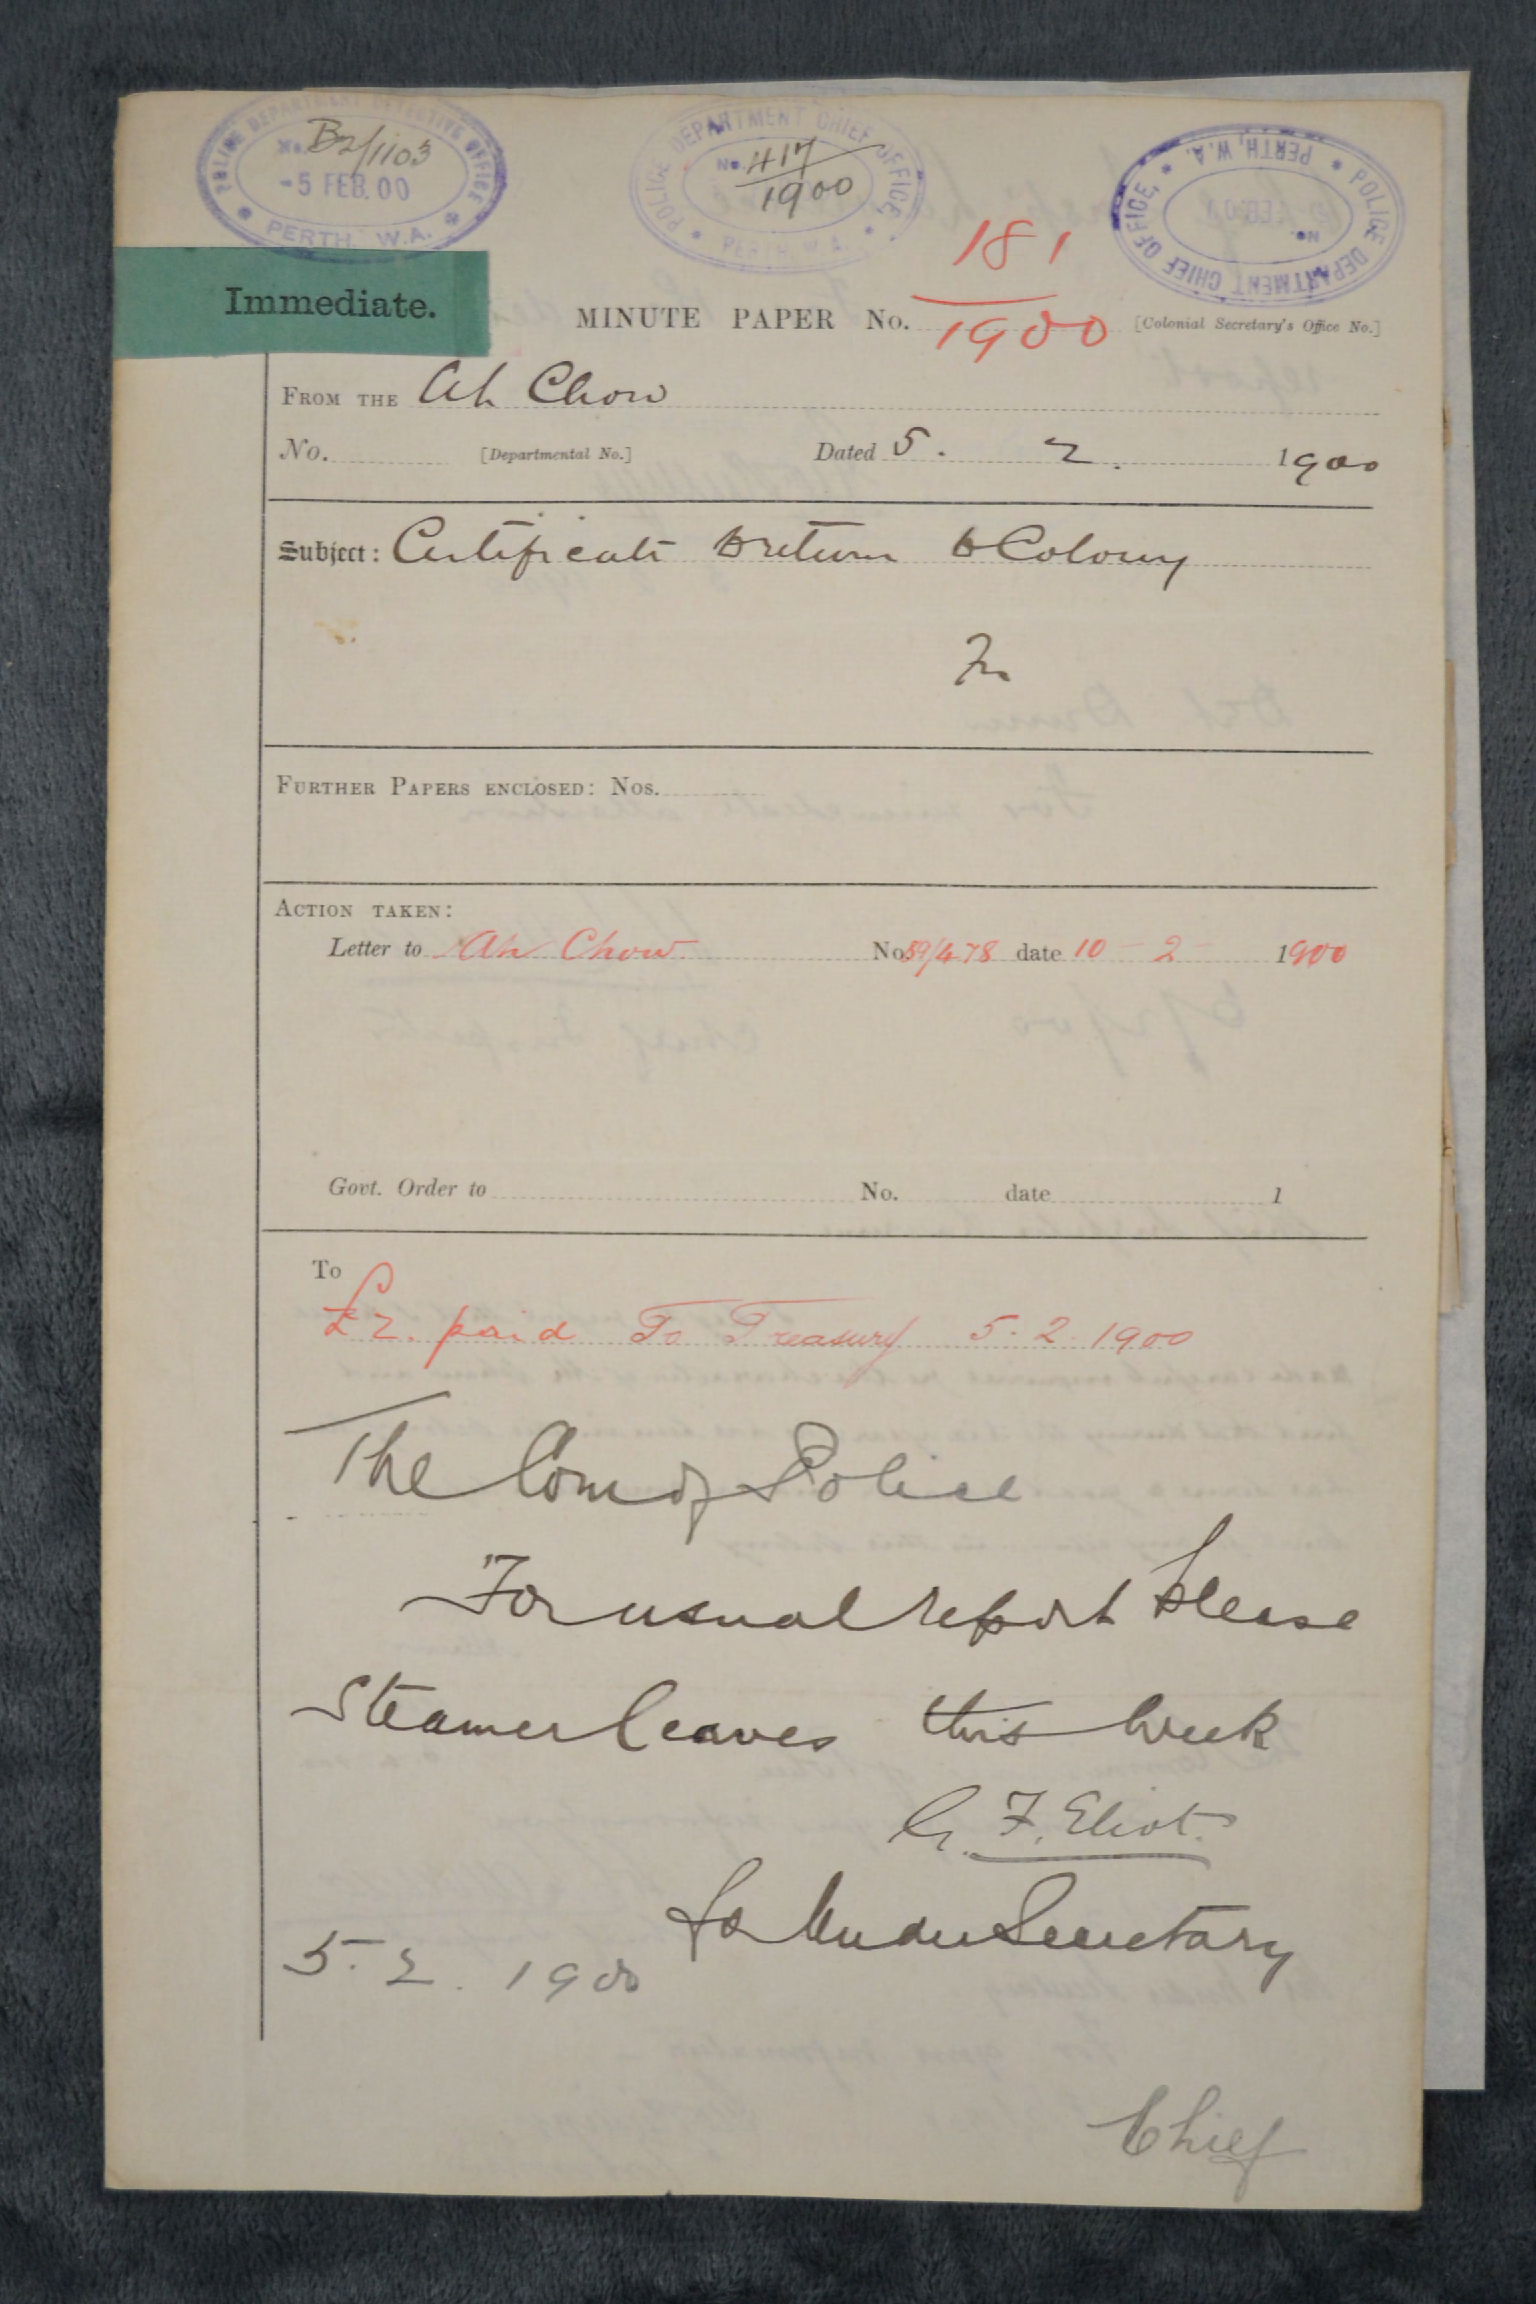 POLICE DEPARTMENT DETECTIVE OFFICE
No. B2/1103
-5 FEB. 00
PERTH, W.A.
POLICE DEPARTMENT CHIEF OFFICE,
No. 417
1900
PERTH, W.A.
POLICE DEPARTMENT CHIEF OFFICE,
No.
FEB. 00
PERTH, W.A.
Immediate.
MINUTE PAPER No. 181
1900 [Colonial Secretary's Office No.]
FROM THE Ah Chow
No. [Departmental No.] Dated 5. 2. 1900
Subject: Certificate to return to Colony
FURTHER PAPERS ENCLOSED: Nos.
ACTION TAKEN:
Letter to Ah Chow No 59/478 date 10 - 2 - 1900
Govt. Order to No. date 1
To
£2. paid To Treasury 5. 2. 1900
The Com of Police
For usual report Please
Steamer leaves this Week
G. F. Eliot.
for Under Secretary
5. 2. 1900
Chief